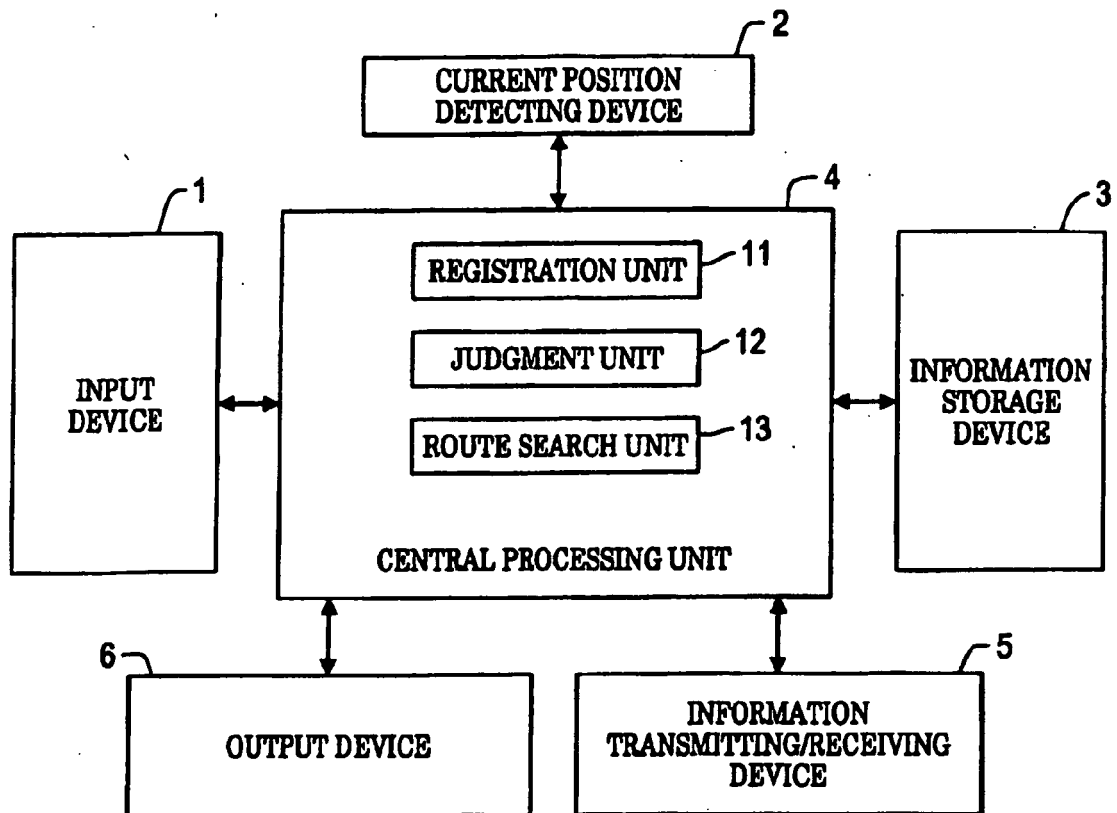 2
CURRENT POSITION
DETECTING DEVICE
1
INPUT
DEVICE
4
REGISTRATION UNIT
11
JUDGMENT UNIT
12
ROUTE SEARCH UNIT
13
CENTRAL PROCESSING UNIT
3
INFORMATION
STORAGE
DEVICE
6
OUTPUT DEVICE
5
INFORMATION
TRANSMITTING/RECEIVING
DEVICE